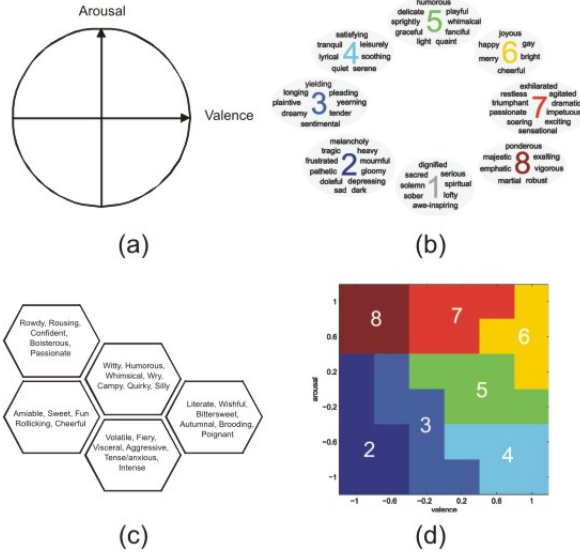 Arousal
Valence
(a)
humorous
delicate playful
sprightly 5 whimsical
graceful fanciful
light quaint
satisfying
tranquil leisurely
lyrical 4 soothing
quiet serene
joyous
happy gay
merry 6 bright
cheerful
yielding
longing pleading
plaintive 3 yearning
dreamy tender
sentimental
exhilarated
restless agitated
triumphant 7 dramatic
passionate impetuous
soaring exciting
sensational
melancholy
tragic heavy
frustrated 2 mournful
pathetic gloomy
doleful depressing
sad dark
dignified
sacred serious
solemn 1 spiritual
sober lofty
awe-inspiring
ponderous
majestic exalting
emphatic 8 vigorous
martial robust
(b)
Rowdy, Rousing,
Confident,
Boisterous,
Passionate
Witty, Humorous,
Whimsical, Wry,
Campy, Quirky, Silly
Amiable, Sweet, Fun
Rollicking, Cheerful
Literate, Wishful,
Bittersweet,
Autumnal, Brooding,
Poignant
Volatile, Fiery,
Visceral, Aggressive,
Tense/anxious,
Intense
(c)
1
0.6
0.2
−0.2
−0.6
−1
arousal
8
7
6
5
3
2
4
−1 −0.6 −0.2 0.2 0.6 1
valence
(d)